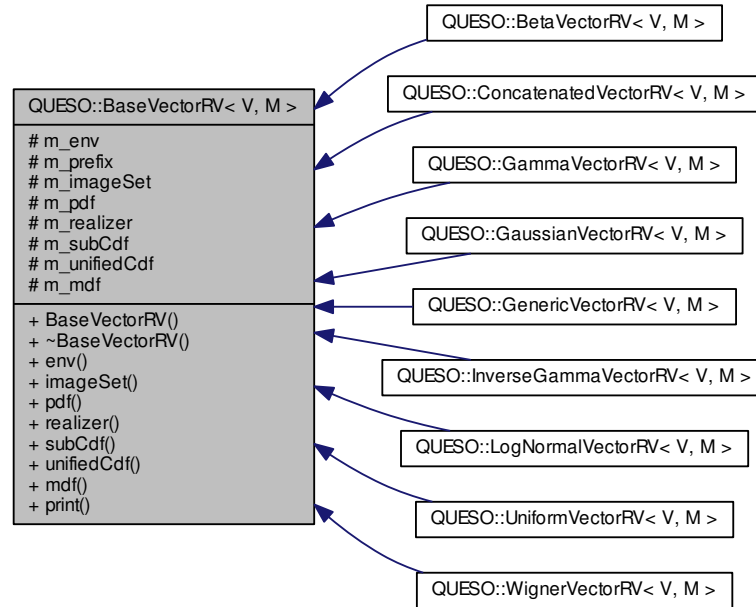 QUESO::BaseVectorRV< V, M >
# m_env
# m_prefix
# m_imageSet
# m_pdf
# m_realizer
# m_subCdf
# m_unifiedCdf
# m_mdf
+ BaseVectorRV()
+ ~BaseVectorRV()
+ env()
+ imageSet()
+ pdf()
+ realizer()
+ subCdf()
+ unifiedCdf()
+ mdf()
+ print()
QUESO::BetaVectorRV< V, M >
QUESO::ConcatenatedVectorRV< V, M >
QUESO::GammaVectorRV< V, M >
QUESO::GaussianVectorRV< V, M >
QUESO::GenericVectorRV< V, M >
QUESO::InverseGammaVectorRV< V, M >
QUESO::LogNormalVectorRV< V, M >
QUESO::UniformVectorRV< V, M >
QUESO::WignerVectorRV< V, M >